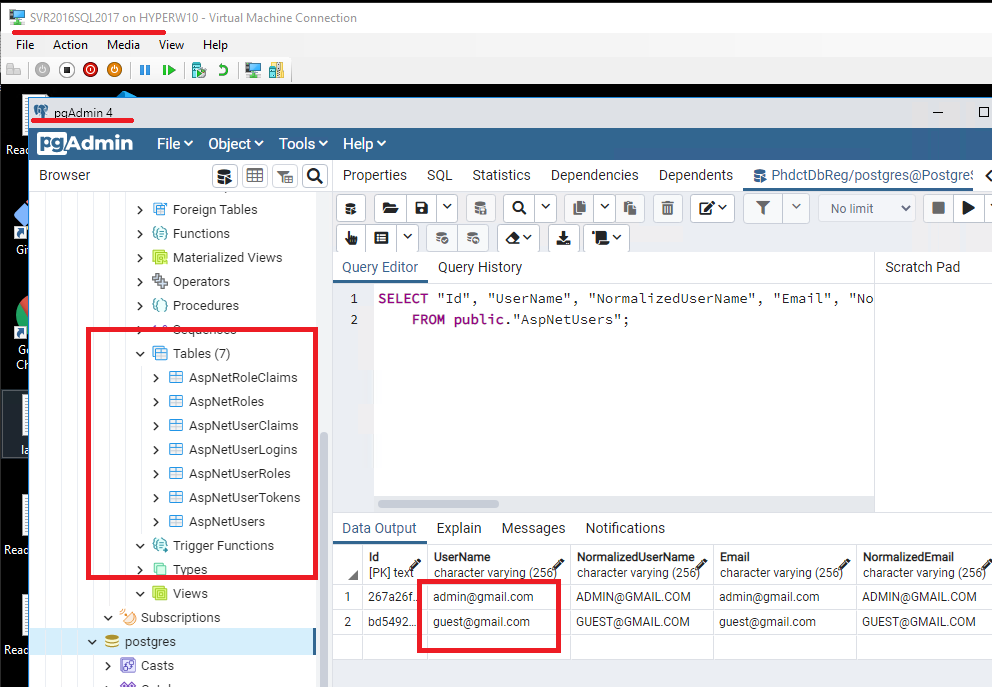 SVR2016SQL2017 on HYPERW10 - Virtual Machine Connection
File Action Media View Help
pgAdmin 4
pgAdmin File Object Tools Help
Browser
Properties SQL Statistics Dependencies Dependents PhdctDbReg/postgres@Postgre
No limit
Foreign Tables
Functions
Materialized Views
Operators
Procedures
Sequences
Tables (7)
AspNetRoleClaims
AspNetRoles
AspNetUserClaims
AspNetUserLogins
AspNetUserRoles
AspNetUserTokens
AspNetUsers
Trigger Functions
Types
Views
Subscriptions
postgres
Casts
Query Editor Query History
Scratch Pad
1 SELECT "Id", "UserName", "NormalizedUserName", "Email", "No
2 FROM public."AspNetUsers";
Data Output Explain Messages Notifications
Id UserName NormalizedUserName Email NormalizedEmail
[PK] text character varying (256) character varying (256) character varying (256) character varying (256)
1 267a26f... admin@gmail.com ADMIN@GMAIL.COM admin@gmail.com ADMIN@GMAIL.COM
2 bd5492... guest@gmail.com GUEST@GMAIL.COM guest@gmail.com GUEST@GMAIL.COM
Read
Gi
Go
Ch
la
Read
Read